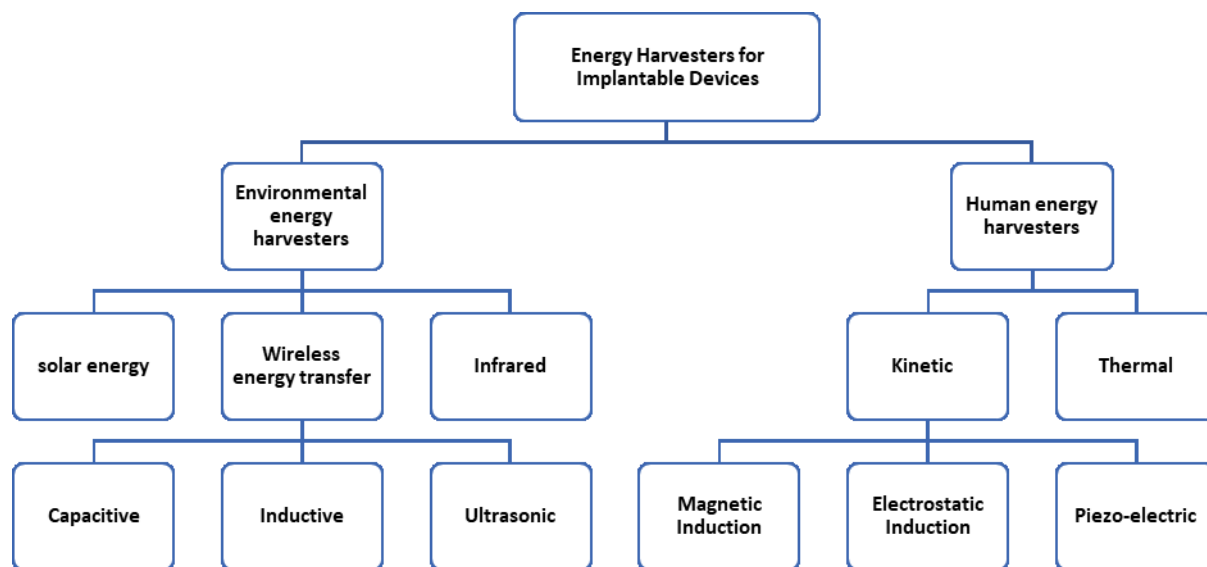 Energy Harvesters for
Implantable Devices
Environmental
energy
harvesters
Human energy
harvesters
solar energy
Wireless
energy transfer
Infrared
Kinetic
Thermal
Capacitive
Inductive
Ultrasonic
Magnetic
Induction
Electrostatic
Induction
Piezo-electric